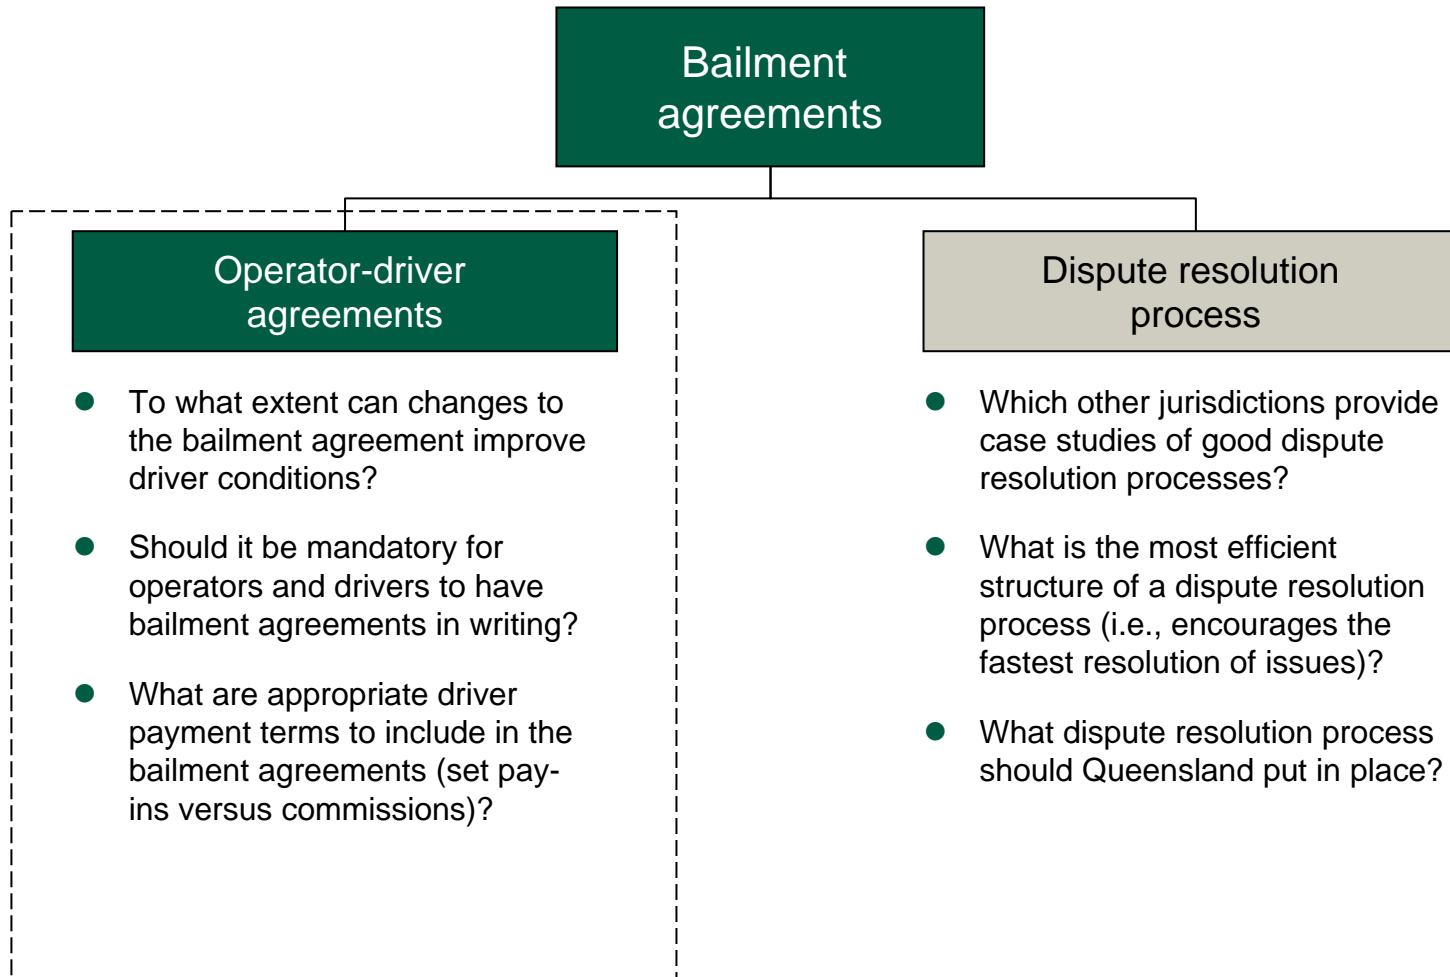 Bailment
agreements
Operator-driver
agreements
● To what extent can changes to
the bailment agreement improve
driver conditions?
● Should it be mandatory for
operators and drivers to have
bailment agreements in writing?
● What are appropriate driver
payment terms to include in the
bailment agreements (set pay-
ins versus commissions)?
Dispute resolution
process
● Which other jurisdictions provide
case studies of good dispute
resolution processes?
● What is the most efficient
structure of a dispute resolution
process (i.e., encourages the
fastest resolution of issues)?
● What dispute resolution process
should Queensland put in place?